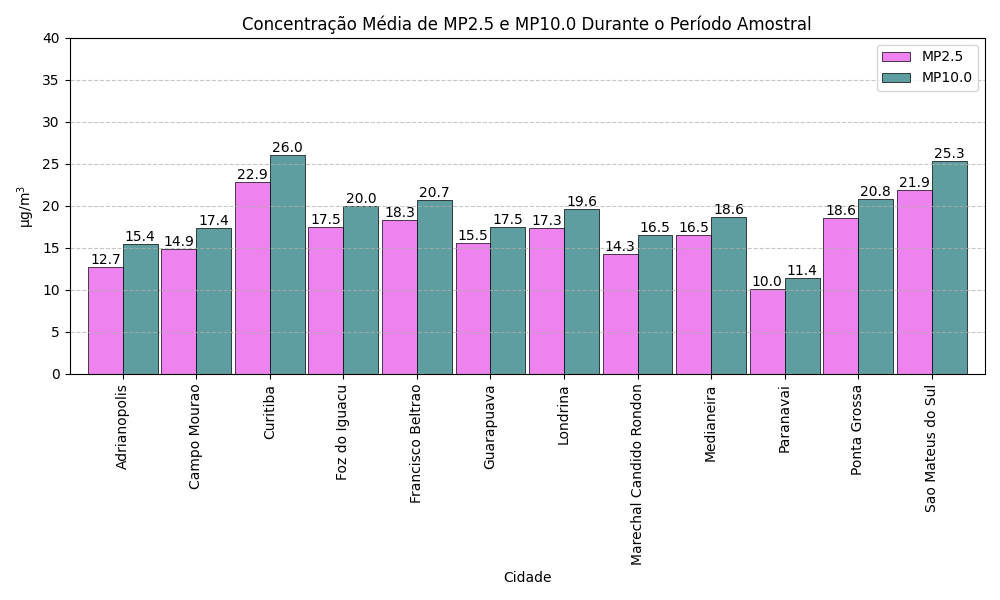 Concentração Média de MP2.5 e MP10.0 Durante o Período Amostral
MP2.5
MP10.0
µg/m³
40
35
30
25
20
15
10
5
0
12.7
15.4
14.9
17.4
22.9
26.0
17.5
20.0
18.3
20.7
15.5
17.5
17.3
19.6
14.3
16.5
16.5
18.6
10.0
11.4
18.6
20.8
21.9
25.3
Adrianopolis
Campo Mourao
Curitiba
Foz do Iguacu
Francisco Beltrao
Guarapuava
Londrina
Marechal Candido Rondon
Medianeira
Paranavai
Ponta Grossa
Sao Mateus do Sul
Cidade